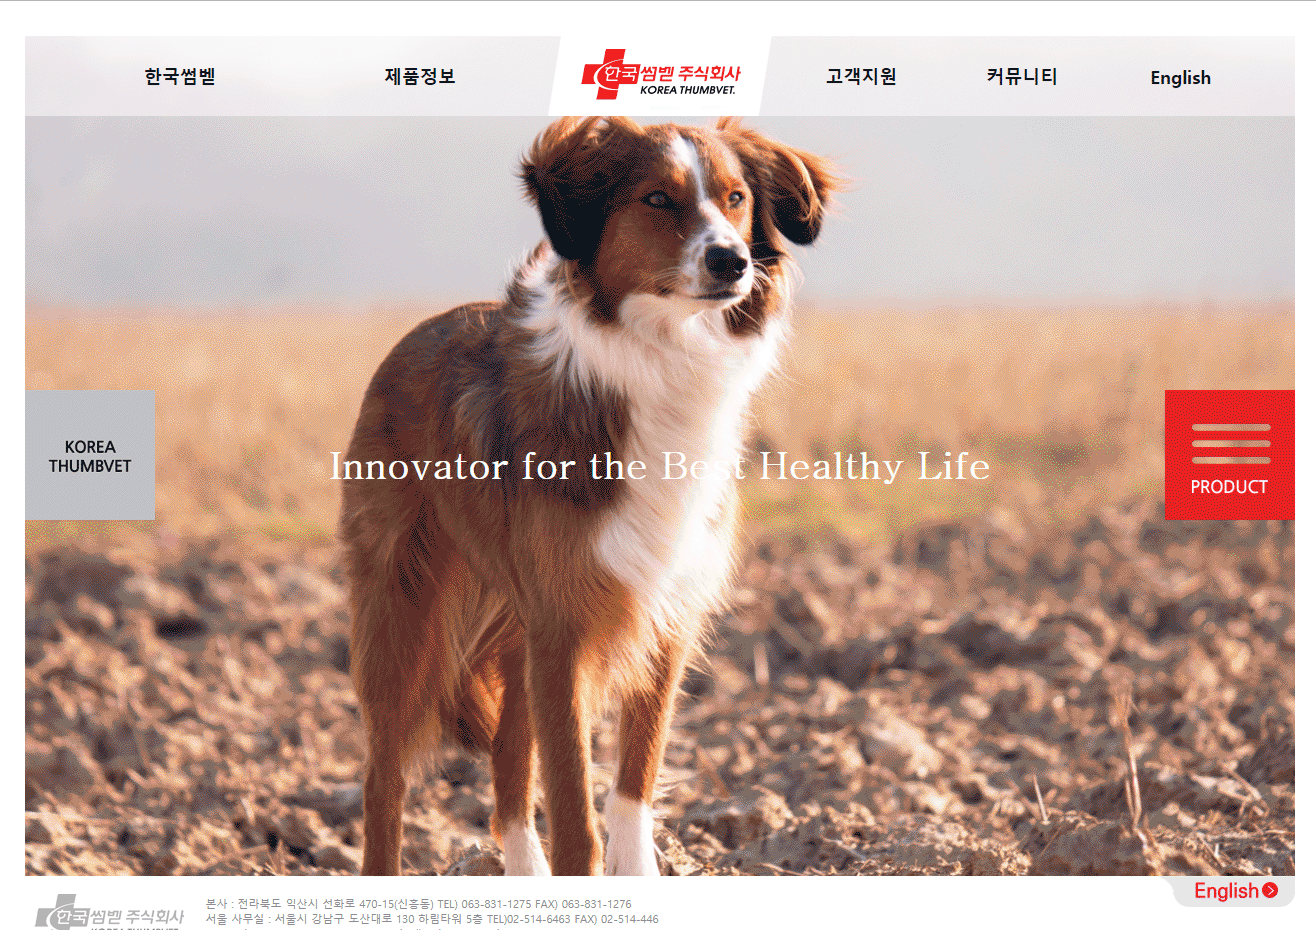 한국썸벧
제품정보
한국썸벧 주식회사
KOREA THUMBVET.
고객지원
커뮤니티
English
KOREA
THUMBVET
Innovator for the Best Healthy Life
PRODUCT
English
한국썸벧 주식회사
본사 : 전라북도 익산시 선화로 470-15(신흥동) TEL) 063-831-1275 FAX) 063-831-1276
서울 사무실 : 서울시 강남구 도산대로 130 하림타워 5층 TEL)02-514-6463 FAX) 02-514-446